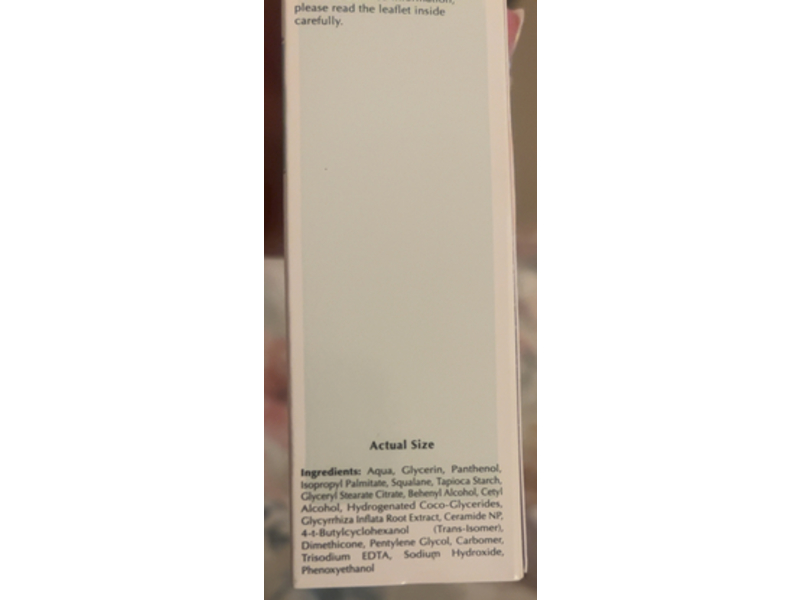 please read the leaflet inside
carefully.
Actual Size
Ingredients: Aqua, Glycerin, Panthenol,
Isopropyl Palmitate, Squalane, Tapioca Starch,
Glyceryl Stearate Citrate, Behenyl Alcohol, Cetyl
Alcohol, Hydrogenated Coco-Glycerides,
Glycyrrhiza Inflata Root Extract, Ceramide NP,
4-t-Butylcyclohexanol (Trans-Isomer),
Dimethicone, Pentylene Glycol, Carbomer,
Trisodium EDTA, Sodium Hydroxide,
Phenoxyethanol